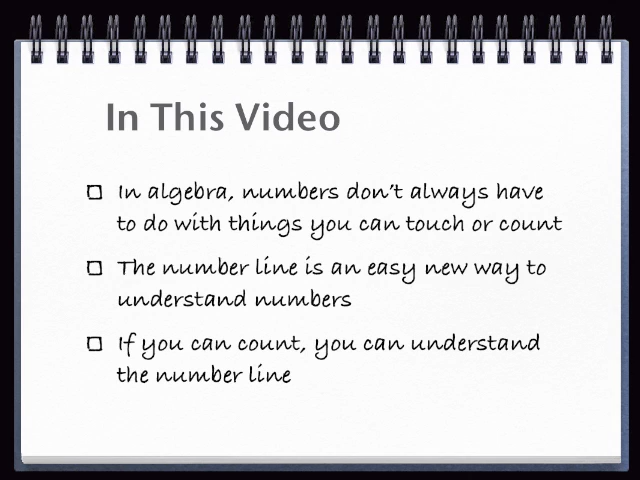 In This Video
In algebra, numbers don't always have
to do with things you can touch or count
The number line is an easy new way to
understand numbers
If you can count, you can understand
the number line